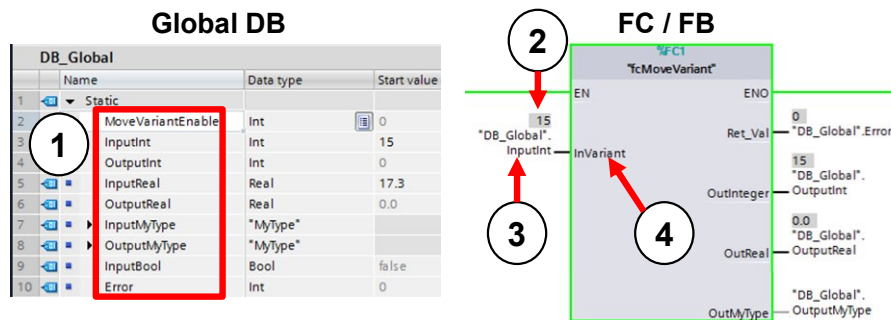 Global DB
FC / FB
DB_Global
Name Data type Start value
1 Static
2 MoveVariantEnable Int 0
3 InputInt Int 15
4 OutputInt Int 0
5 InputReal Real 17.3
6 OutputReal Real 0.0
7 InputMyType "MyType"
8 OutputMyType "MyType"
9 InputBool Bool false
10 Error Int 0
1
2
%FC1
"fcMoveVariant"
EN ENO
15
"DB_Global".
InputInt InVariant
0
Ret_Val "DB_Global".Error
15
"DB_Global".
OutInteger OutputInt
0.0
"DB_Global".
OutReal OutputReal
"DB_Global".
OutMyType OutputMyType
3
4